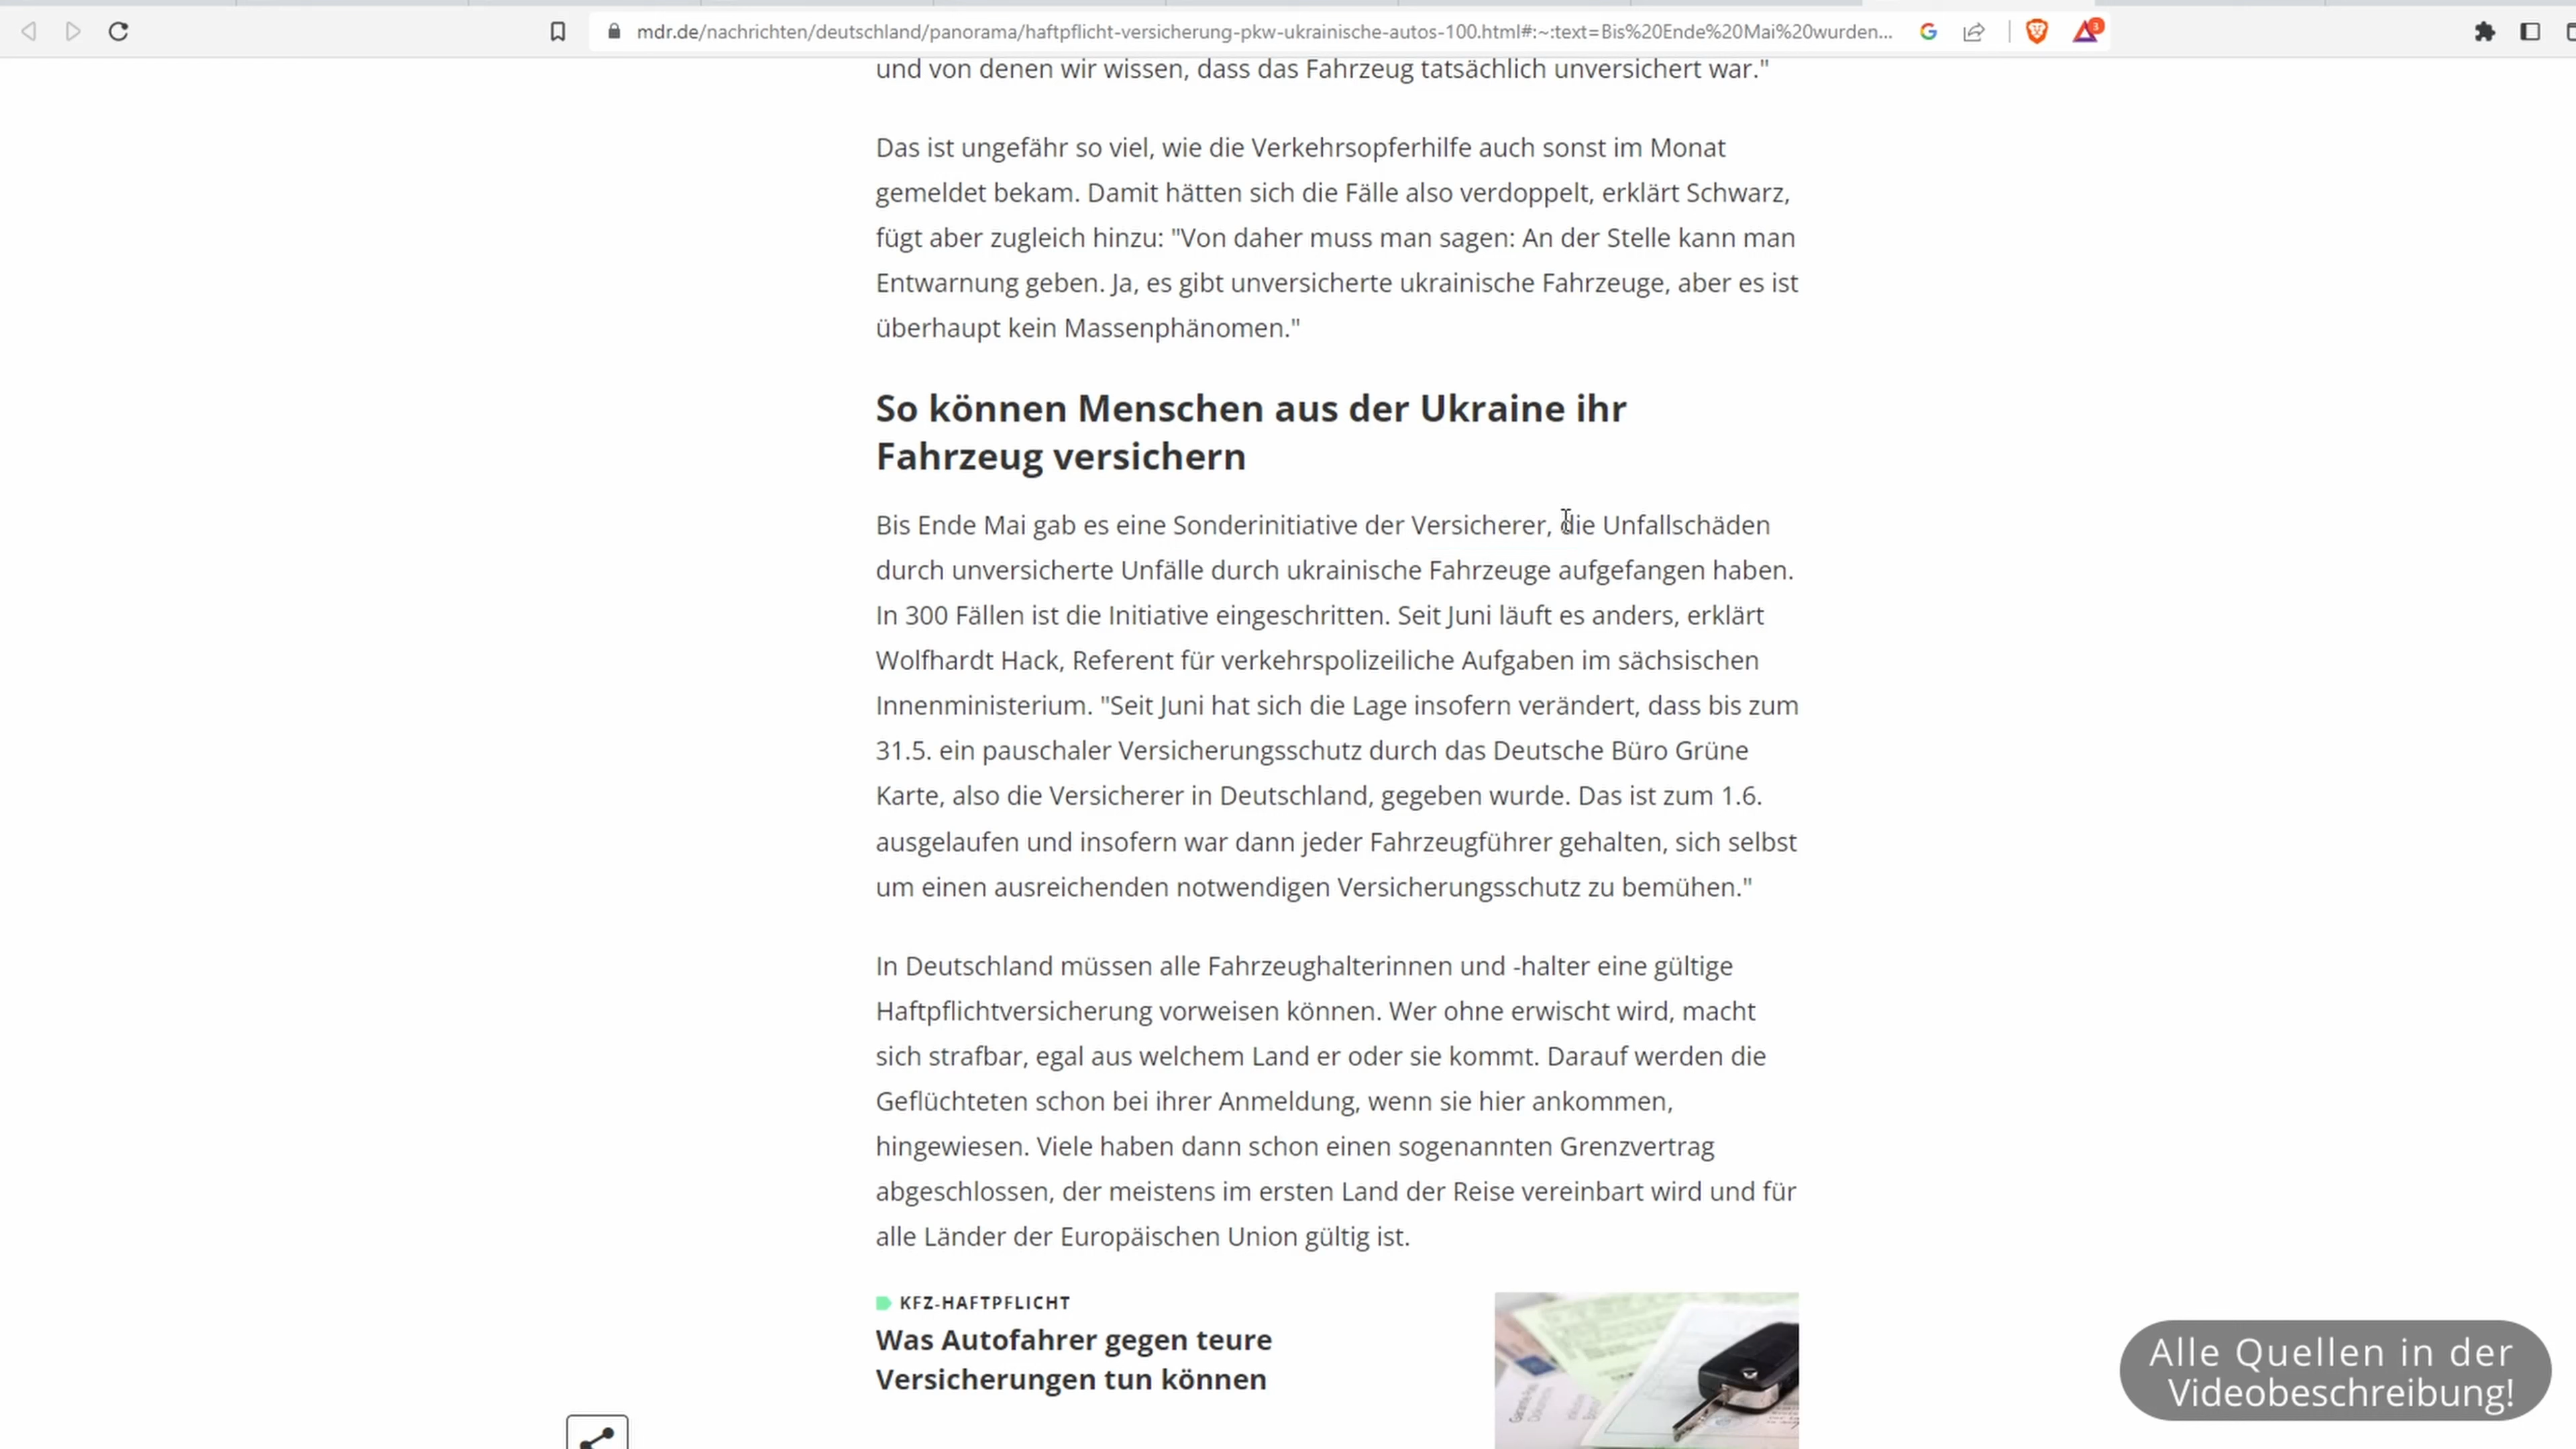 mdr.de/nachrichten/deutschland/panorama/haftpflicht-versicherung-pkw-ukrainische-autos-100.html#:~:text=Bis%20Ende%20Mai%20wurden...
3
und von denen wir wissen, dass das Fahrzeug tatsächlich unversichert war."
Das ist ungefähr so viel, wie die Verkehrsopferhilfe auch sonst im Monat
gemeldet bekam. Damit hätten sich die Fälle also verdoppelt, erklärt Schwarz,
fügt aber zugleich hinzu: "Von daher muss man sagen: An der Stelle kann man
Entwarnung geben. Ja, es gibt unversicherte ukrainische Fahrzeuge, aber es ist
überhaupt kein Massenphänomen."
So können Menschen aus der Ukraine ihr
Fahrzeug versichern
Bis Ende Mai gab es eine Sonderinitiative der Versicherer, die Unfallschäden
durch unversicherte Unfälle durch ukrainische Fahrzeuge aufgefangen haben.
In 300 Fällen ist die Initiative eingeschritten. Seit Juni läuft es anders, erklärt
Wolfhardt Hack, Referent für verkehrspolizeiliche Aufgaben im sächsischen
Innenministerium. "Seit Juni hat sich die Lage insofern verändert, dass bis zum
31.5. ein pauschaler Versicherungsschutz durch das Deutsche Büro Grüne
Karte, also die Versicherer in Deutschland, gegeben wurde. Das ist zum 1.6.
ausgelaufen und insofern war dann jeder Fahrzeugführer gehalten, sich selbst
um einen ausreichenden notwendigen Versicherungsschutz zu bemühen."
In Deutschland müssen alle Fahrzeughalterinnen und -halter eine gültige
Haftpflichtversicherung vorweisen können. Wer ohne erwischt wird, macht
sich strafbar, egal aus welchem Land er oder sie kommt. Darauf werden die
Geflüchteten schon bei ihrer Anmeldung, wenn sie hier ankommen,
hingewiesen. Viele haben dann schon einen sogenannten Grenzvertrag
abgeschlossen, der meistens im ersten Land der Reise vereinbart wird und für
alle Länder der Europäischen Union gültig ist.
KFZ-HAFTPFLICHT
Was Autofahrer gegen teure
Versicherungen tun können
Alle Quellen in der
Videobeschreibung!